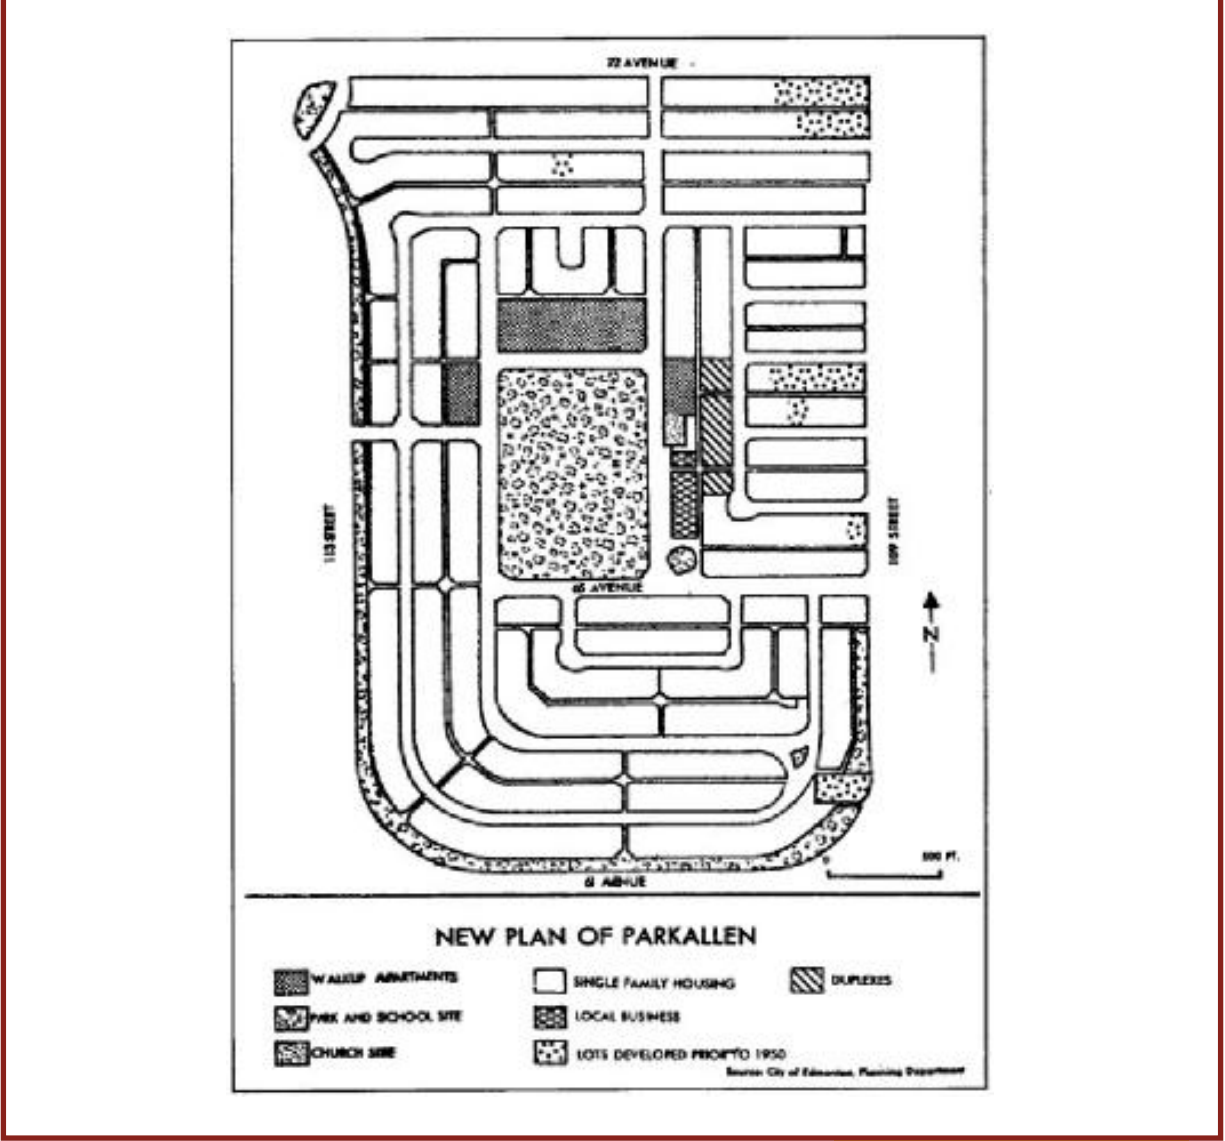 72 AVENUE
113 STREET
109 STREET
65 AVENUE
N
0
500 FT.
61 AVENUE
NEW PLAN OF PARKALLEN
WALKUP APARTMENTS
SINGLE FAMILY HOUSING
DUPLEXES
PARK AND SCHOOL SITE
LOCAL BUSINESS
CHURCH SITE
LOTS DEVELOPED PRIOR TO 1950
Source: City of Edmonton, Planning Department